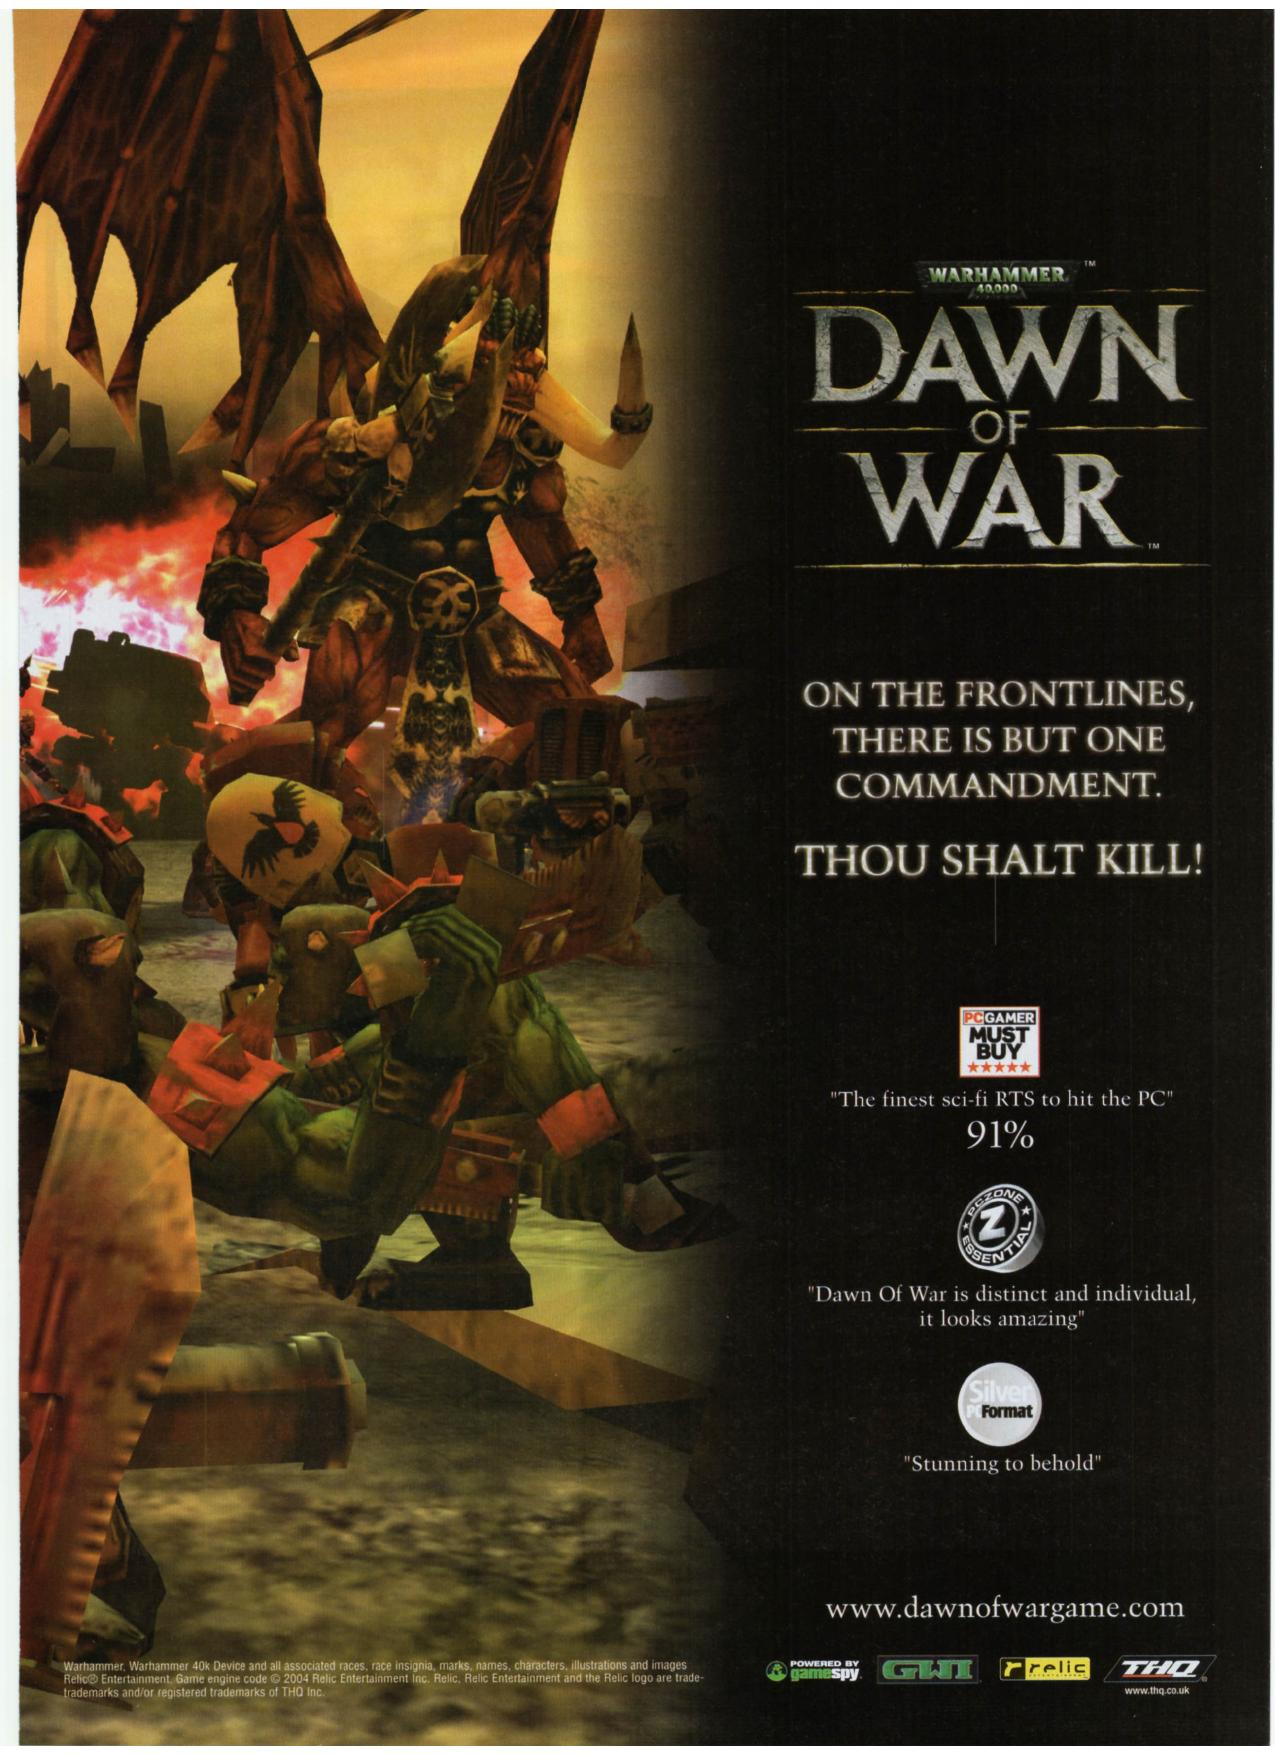 WARHAMMER
40,000
TM
DAWN
OF
WAR
TM
ON THE FRONTLINES,
THERE IS BUT ONE
COMMANDMENT.
THOU SHALT KILL!
PCGAMER
MUST
BUY
★★★★★
"The finest sci-fi RTS to hit the PC"
91%
PCZONE
Z
ESSENTIAL
"Dawn Of War is distinct and individual,
it looks amazing"
Silver
PCFormat
"Stunning to behold"
www.dawnofwargame.com
Warhammer, Warhammer 40k Device and all associated races, race insignia, marks, names, characters, illustrations and images
Relic® Entertainment. Game engine code © 2004 Relic Entertainment Inc. Relic, Relic Entertainment and the Relic logo are trade-
trademarks and/or registered trademarks of THQ Inc.
POWERED BY
gamespy.
GWI
relic
ENTERTAINMENT
THQ®
www.thq.co.uk